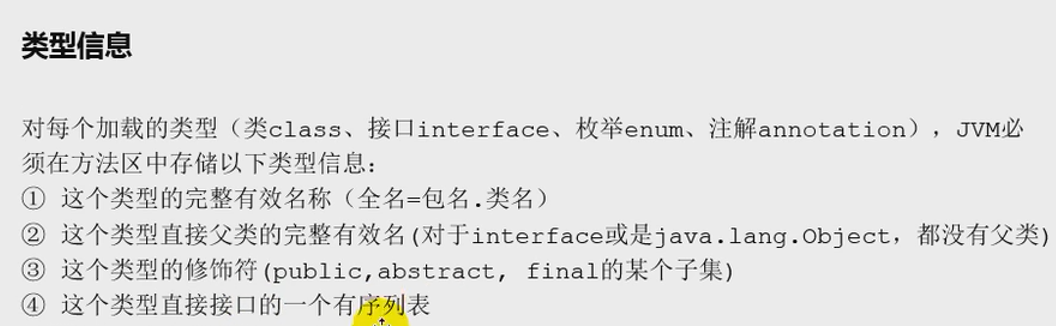 类型信息
对每个加载的类型（类class、接口interface、枚举enum、注解annotation），JVM必
须在方法区中存储以下类型信息：
① 这个类型的完整有效名称（全名=包名.类名）
② 这个类型直接父类的完整有效名(对于interface或是java.lang.Object，都没有父类)
③ 这个类型的修饰符(public,abstract, final的某个子集)
④ 这个类型直接接口的一个有序列表